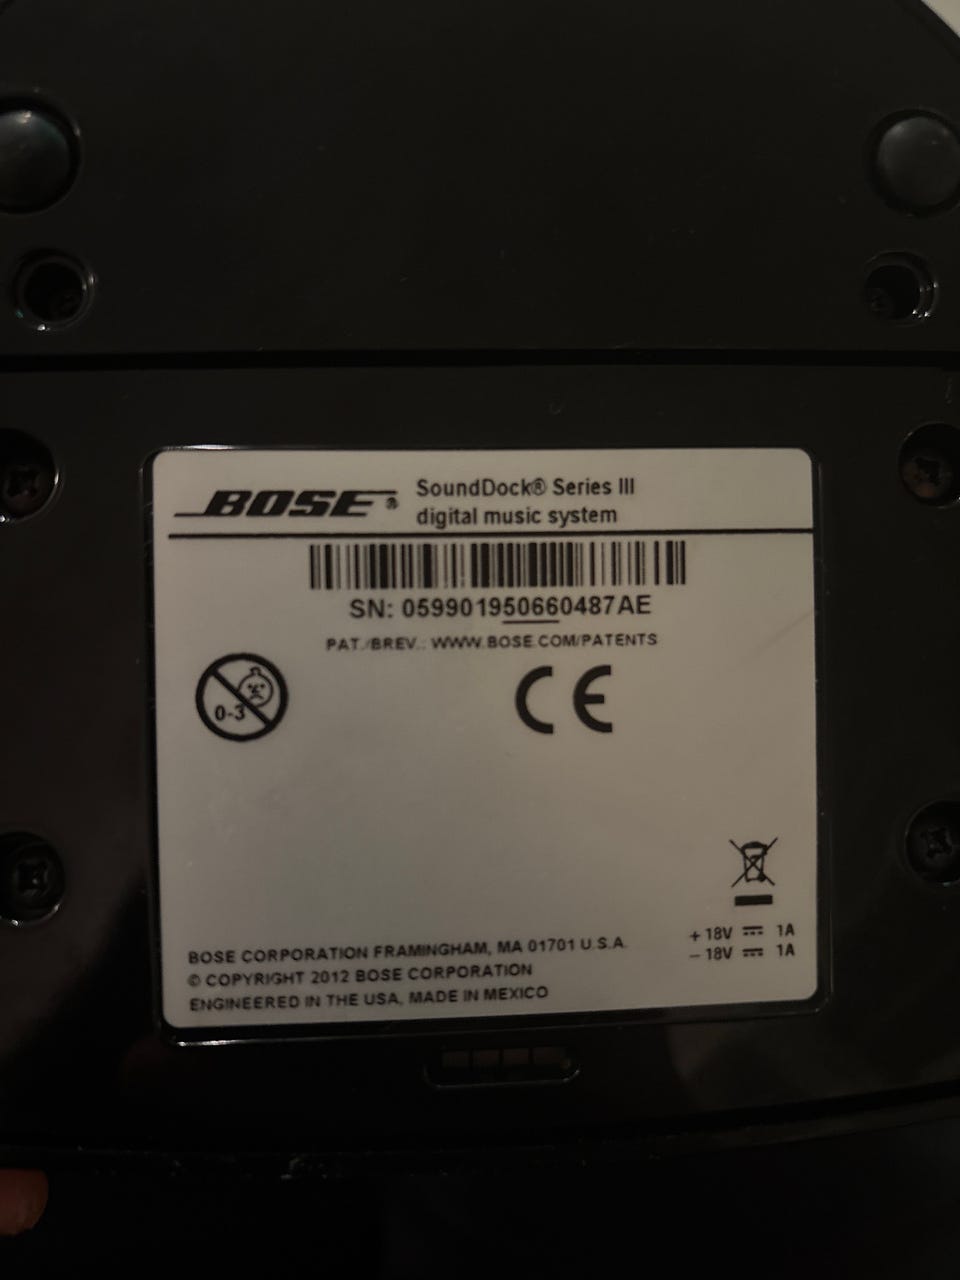 BOSE® SoundDock® Series III
digital music system
SN: 059901950660487AE
PAT./BREV.: WWW.BOSE.COM/PATENTS
0-3
CE
+ 18V ⎓ 1A
− 18V ⎓ 1A
BOSE CORPORATION FRAMINGHAM, MA 01701 U.S.A.
© COPYRIGHT 2012 BOSE CORPORATION
ENGINEERED IN THE USA, MADE IN MEXICO